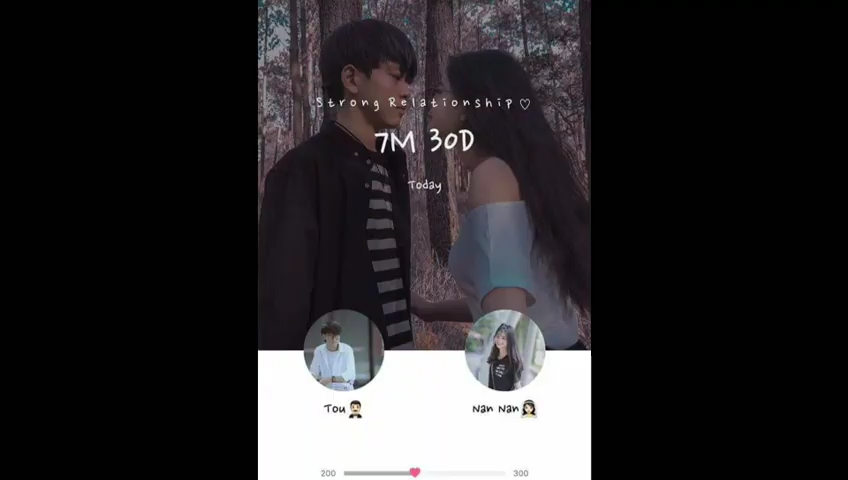 Strong Relationship ♡
7M 30D
Today
Tou🤵🏻
Nan Nan👰🏻
200 300